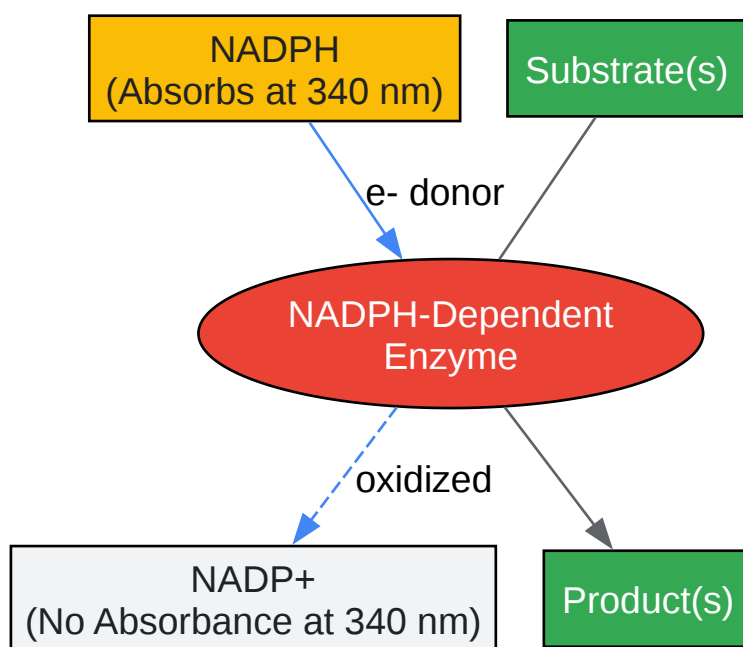 NADPH
(Absorbs at 340 nm)
Substrate(s)
e- donor
NADPH-Dependent
Enzyme
oxidized
NADP+
(No Absorbance at 340 nm)
Product(s)